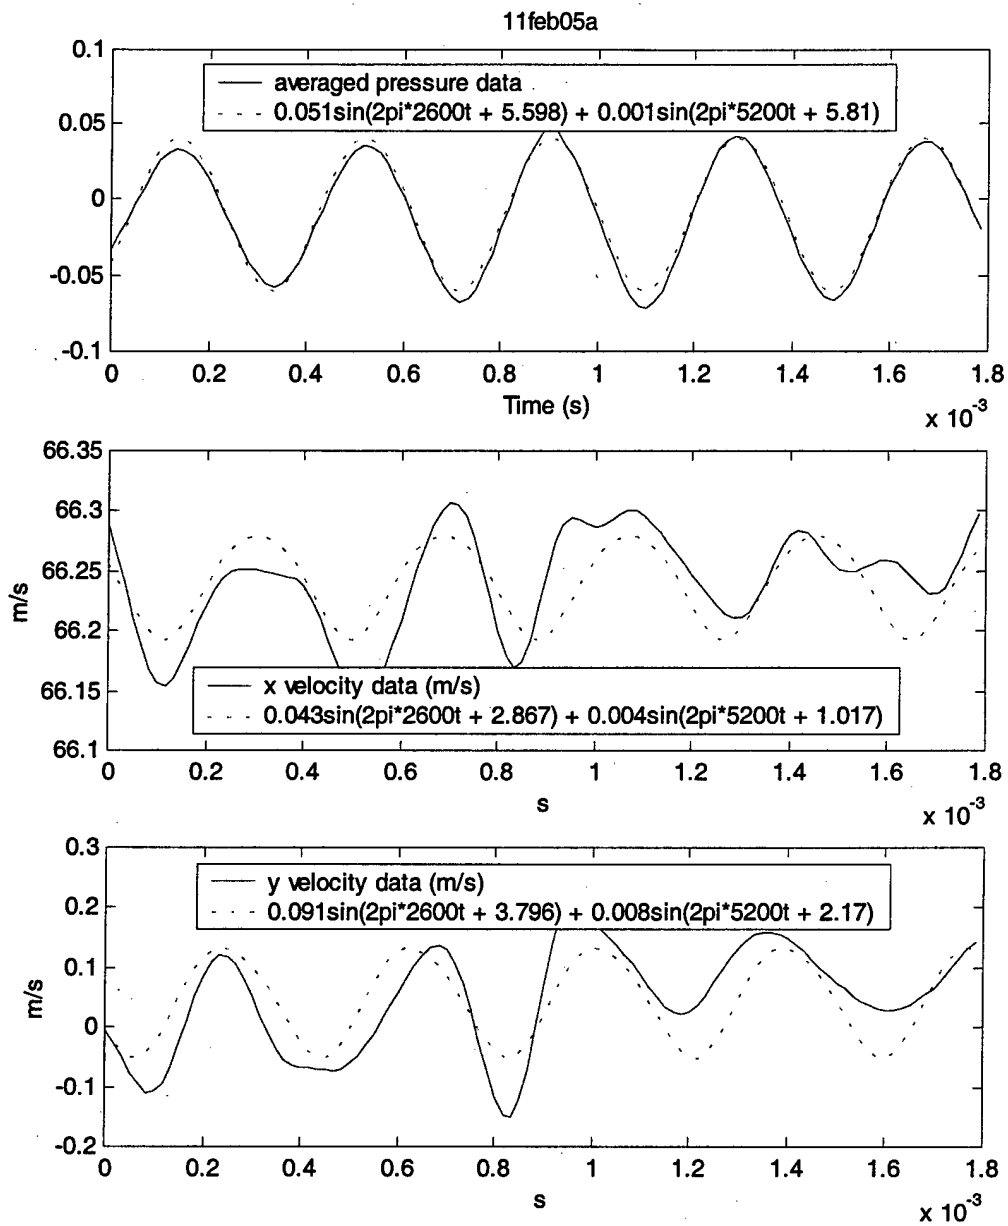 11feb05a
0.1
0.05
0
-0.05
-0.1
averaged pressure data
0.051sin(2pi*2600t + 5.598) + 0.001sin(2pi*5200t + 5.81)
0 0.2 0.4 0.6 0.8 1 1.2 1.4 1.6 1.8
Time (s)
x 10-3
66.35
66.3
66.25
66.2
66.15
66.1
m/s
x velocity data (m/s)
0.043sin(2pi*2600t + 2.867) + 0.004sin(2pi*5200t + 1.017)
0 0.2 0.4 0.6 0.8 1 1.2 1.4 1.6 1.8
s
x 10-3
0.3
0.2
0.1
0
-0.1
-0.2
m/s
y velocity data (m/s)
0.091sin(2pi*2600t + 3.796) + 0.008sin(2pi*5200t + 2.17)
0 0.2 0.4 0.6 0.8 1 1.2 1.4 1.6 1.8
s
x 10-3